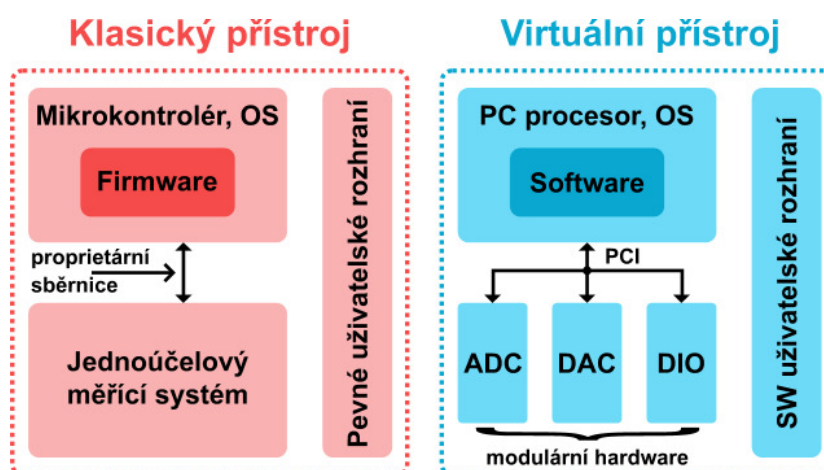 Klasický přístroj
Mikrokontrolér, OS
Firmware
proprietární
sběrnice
Jednoúčelový
měřící systém
Pevné uživatelské rozhraní
Virtuální přístroj
PC procesor, OS
Software
PCI
ADC
DAC
DIO
modulární hardware
SW uživatelské rozhraní